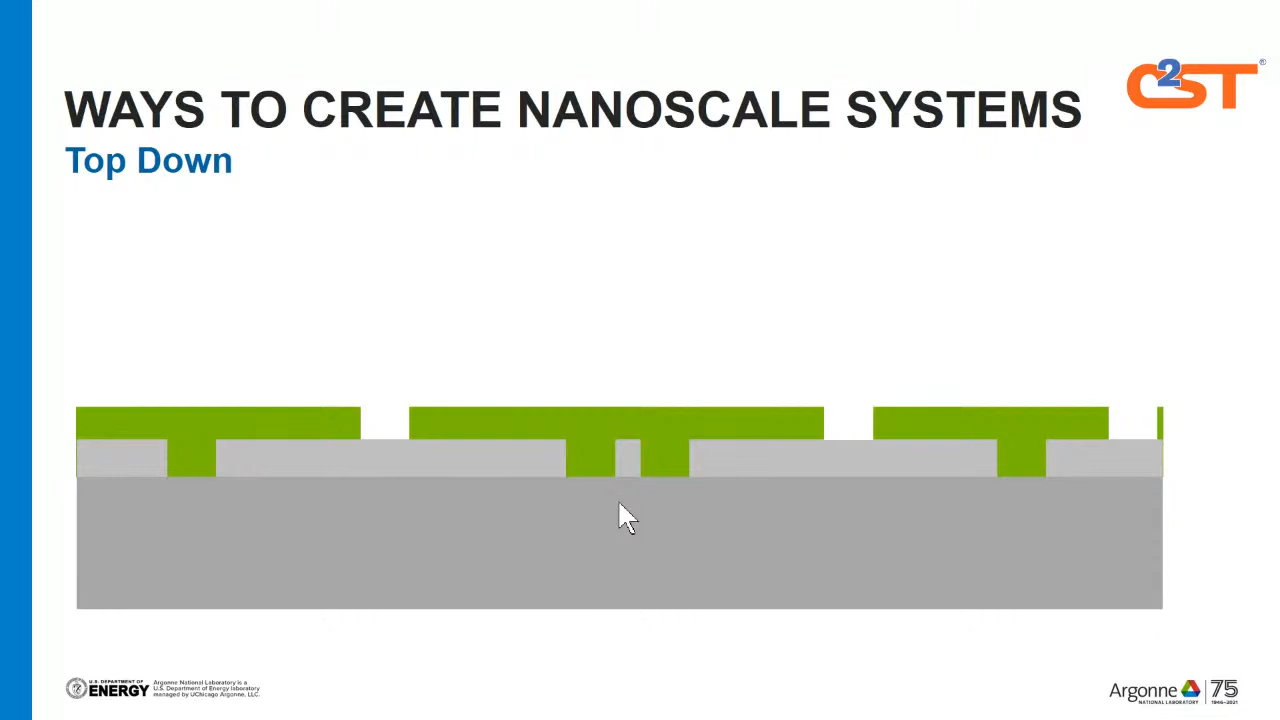 C2ST®
WAYS TO CREATE NANOSCALE SYSTEMS
Top Down
U.S. DEPARTMENT OF
ENERGY
Argonne National Laboratory is a
U.S. Department of Energy laboratory
managed by UChicago Argonne, LLC.
Argonne
NATIONAL LABORATORY
75
1946–2021